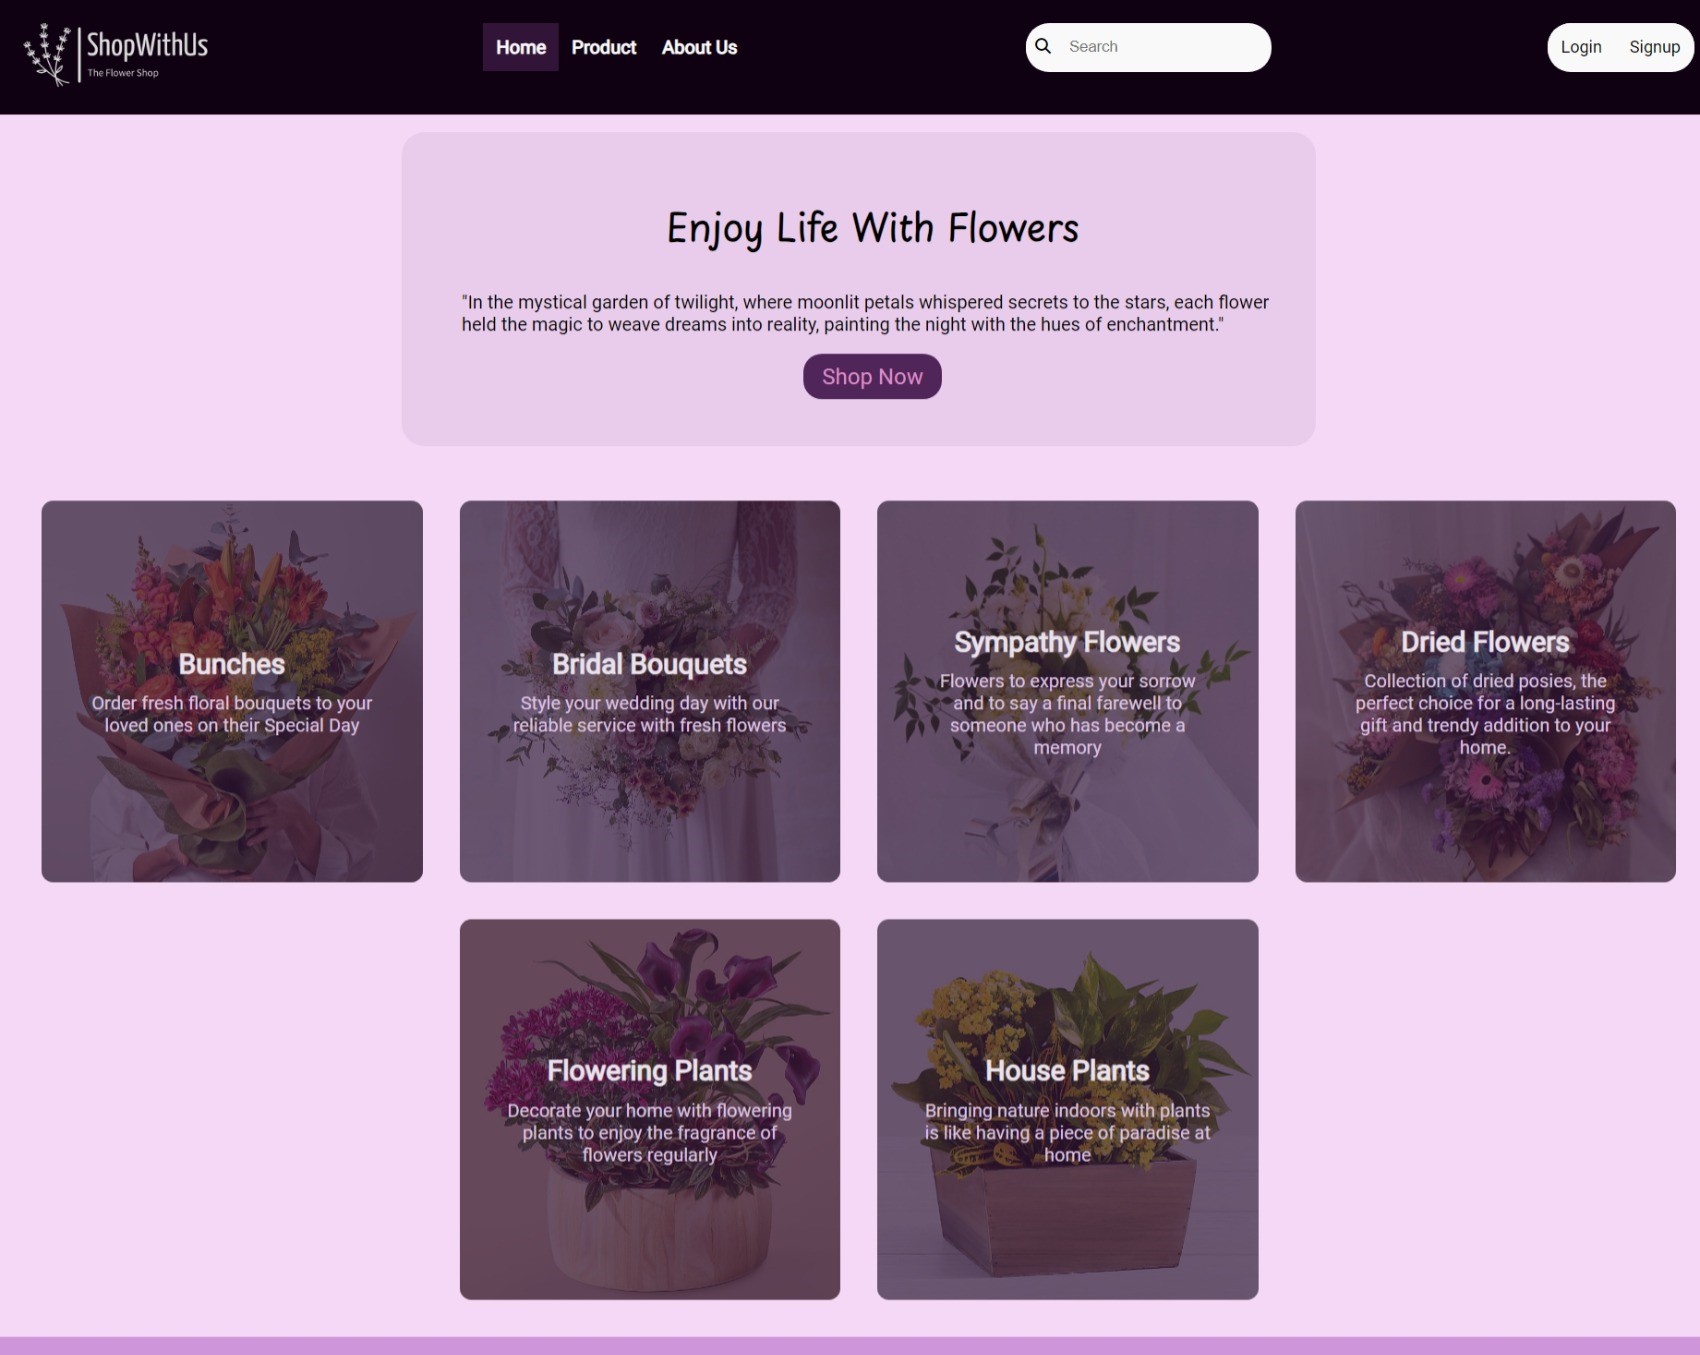 ShopWithUs
The Flower Shop
Home Product About Us
Search
Login Signup
Enjoy Life With Flowers
"In the mystical garden of twilight, where moonlit petals whispered secrets to the stars, each flower
held the magic to weave dreams into reality, painting the night with the hues of enchantment."
Shop Now
Bunches
Order fresh floral bouquets to your
loved ones on their Special Day
Bridal Bouquets
Style your wedding day with our
reliable service with fresh flowers
Sympathy Flowers
Flowers to express your sorrow
and to say a final farewell to
someone who has become a
memory
Dried Flowers
Collection of dried posies, the
perfect choice for a long-lasting
gift and trendy addition to your
home.
Flowering Plants
Decorate your home with flowering
plants to enjoy the fragrance of
flowers regularly
House Plants
Bringing nature indoors with plants
is like having a piece of paradise at
home